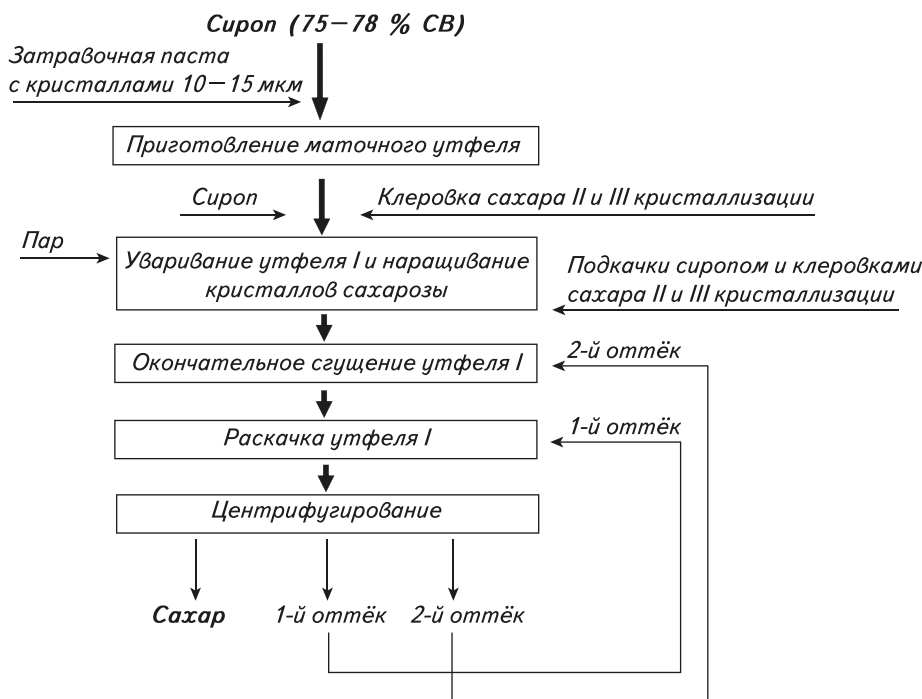 Сироп (75—78 % СВ)
Затравочная паста
с кристаллами 10—15 мкм
Приготовление маточного утфеля
Сироп
Клеровка сахара II и III кристаллизации
Пар
Уваривание утфеля I и наращивание
кристаллов сахарозы
Подкачки сиропом и клеровками
сахара II и III кристаллизации
Окончательное сгущение утфеля I
2-й оттёк
Раскачка утфеля I
1-й оттёк
Центрифугирование
Сахар
1-й оттёк
2-й оттёк